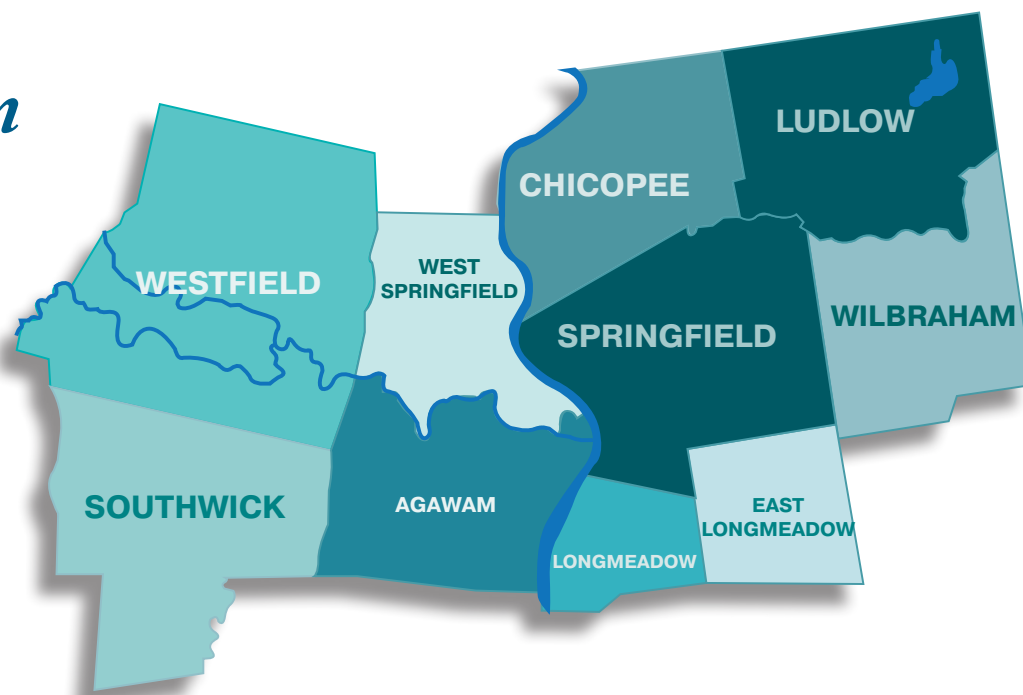 n
LUDLOW
CHICOPEE
WEST
SPRINGFIELD
WESTFIELD
WILBRAHAM
SPRINGFIELD
SOUTHWICK
AGAWAM
EAST
LONGMEADOW
LONGMEADOW